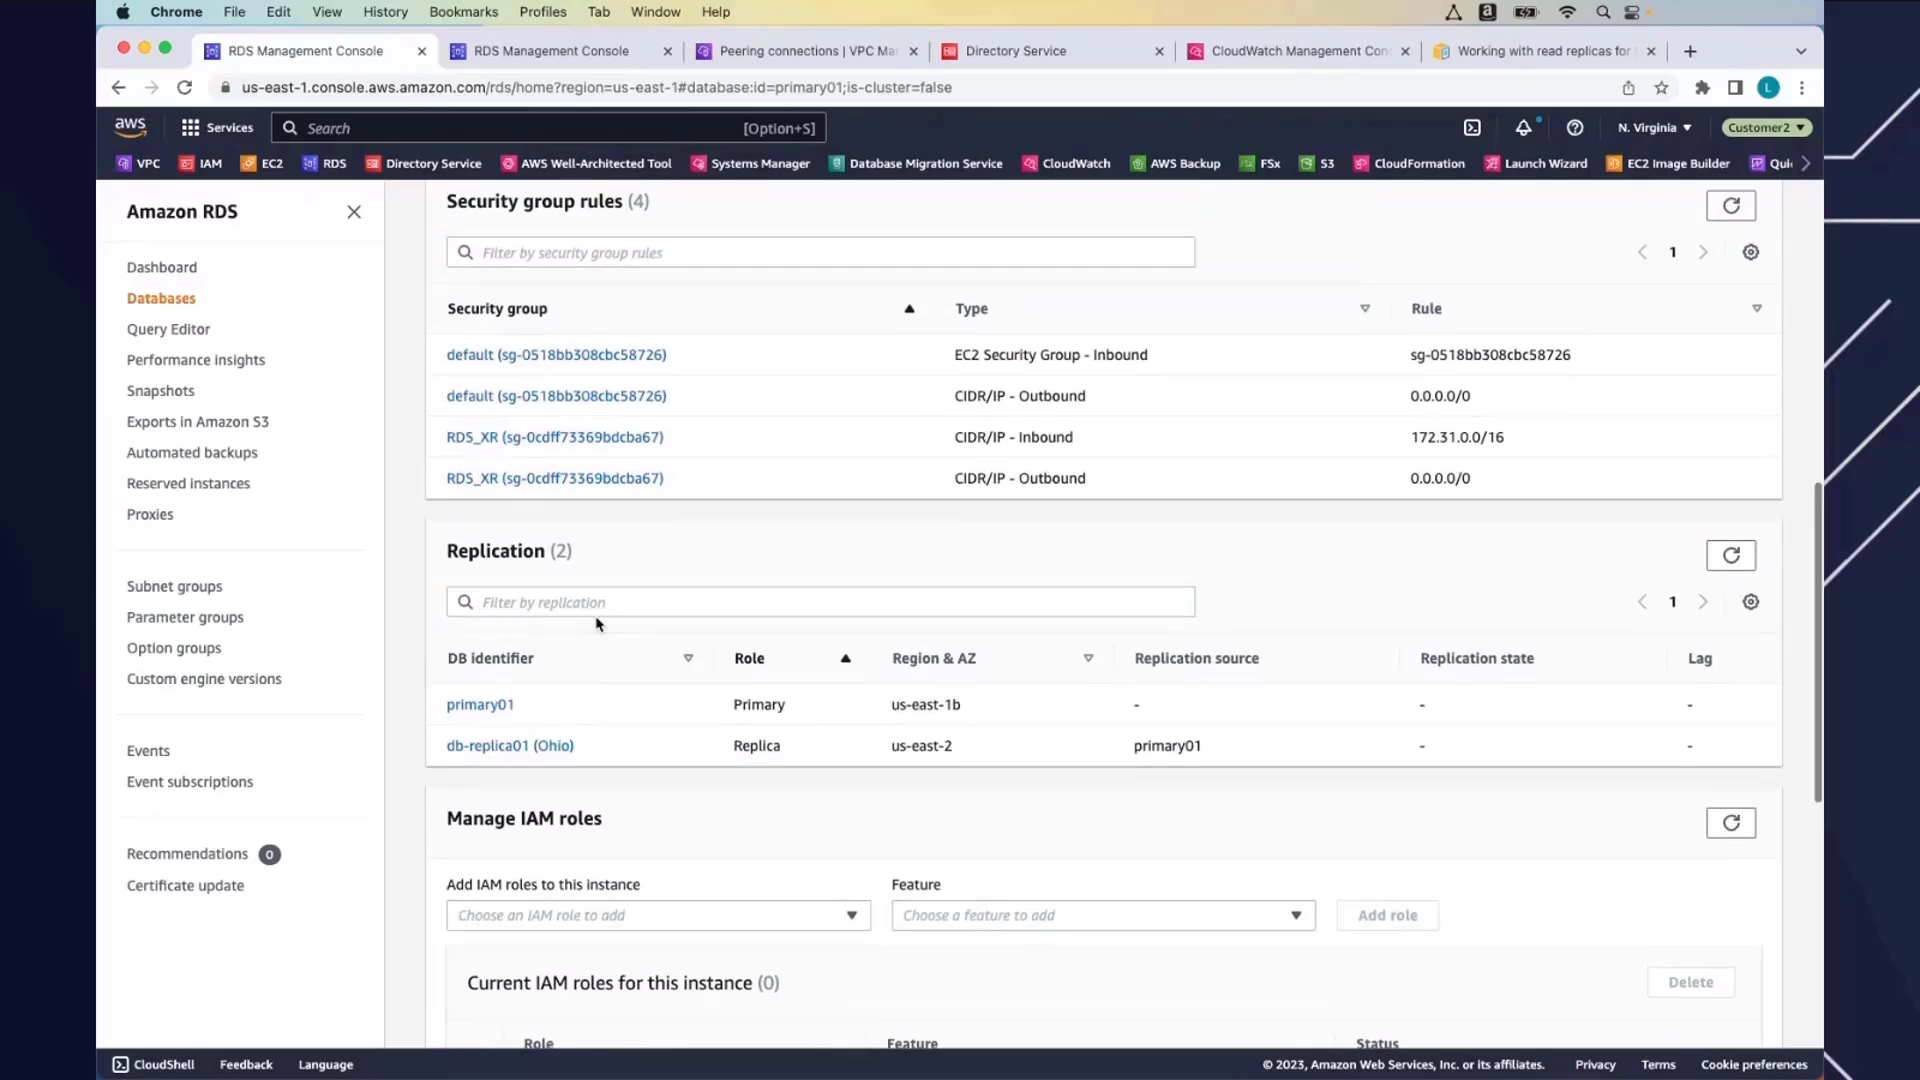 Chrome File Edit View History Bookmarks Profiles Tab Window Help
RDS Management Console
RDS Management Console
Peering connections | VPC Ma
Directory Service
CloudWatch Management Con
Working with read replicas for
us-east-1.console.aws.amazon.com/rds/home?region=us-east-1#database:id=primary01;is-cluster=false
L
aws
Services
Search
[Option+S]
N. Virginia
Customer2
VPC IAM EC2 RDS Directory Service AWS Well-Architected Tool Systems Manager Database Migration Service CloudWatch AWS Backup FSx S3 CloudFormation Launch Wizard EC2 Image Builder Qui
Amazon RDS
Dashboard
Databases
Query Editor
Performance insights
Snapshots
Exports in Amazon S3
Automated backups
Reserved instances
Proxies
Subnet groups
Parameter groups
Option groups
Custom engine versions
Events
Event subscriptions
Recommendations 0
Certificate update
Security group rules (4)
Filter by security group rules
1
Security group Type Rule
default (sg-0518bb308cbc58726) EC2 Security Group - Inbound sg-0518bb308cbc58726
default (sg-0518bb308cbc58726) CIDR/IP - Outbound 0.0.0.0/0
RDS_XR (sg-0cdff73369bdcba67) CIDR/IP - Inbound 172.31.0.0/16
RDS_XR (sg-0cdff73369bdcba67) CIDR/IP - Outbound 0.0.0.0/0
Replication (2)
Filter by replication
1
DB identifier Role Region & AZ Replication source Replication state Lag
primary01 Primary us-east-1b - - -
db-replica01 (Ohio) Replica us-east-2 primary01 - -
Manage IAM roles
Add IAM roles to this instance Feature
Choose an IAM role to add Choose a feature to add Add role
Current IAM roles for this instance (0) Delete
Role Feature Status
CloudShell Feedback Language © 2023, Amazon Web Services, Inc. or its affiliates. Privacy Terms Cookie preferences